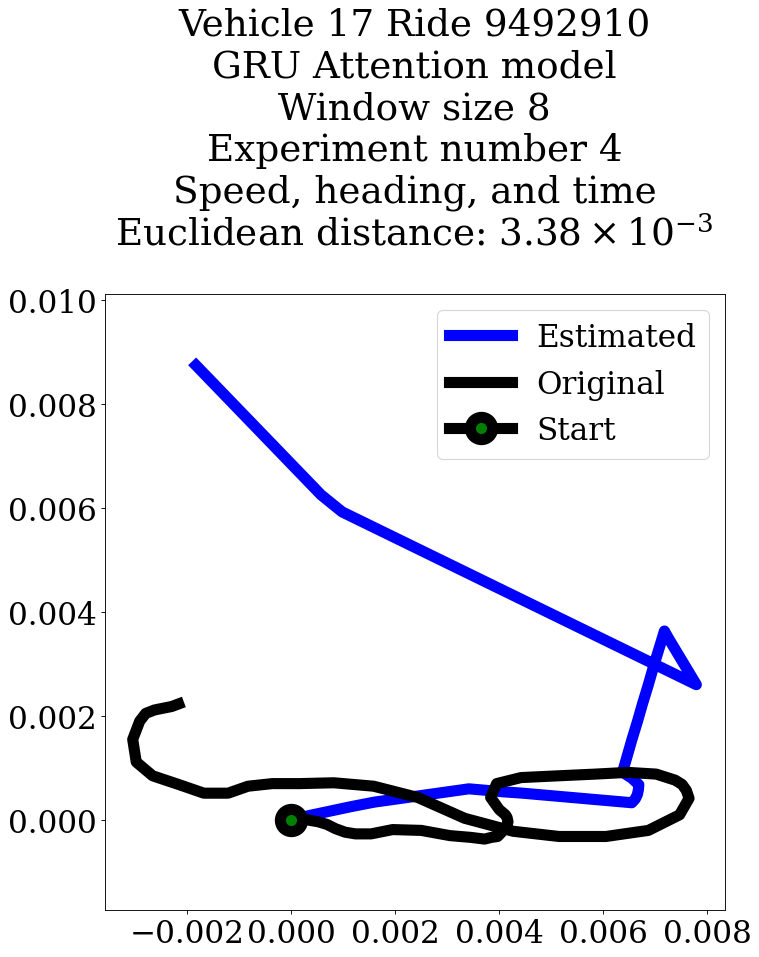 Vehicle 17 Ride 9492910
GRU Attention model
Window size 8
Experiment number 4
Speed, heading, and time
Euclidean distance: 3.38 × 10⁻³
0.010
Estimated
Original
Start
0.008
0.006
0.004
0.002
0.000
−0.002 0.000 0.002 0.004 0.006 0.008